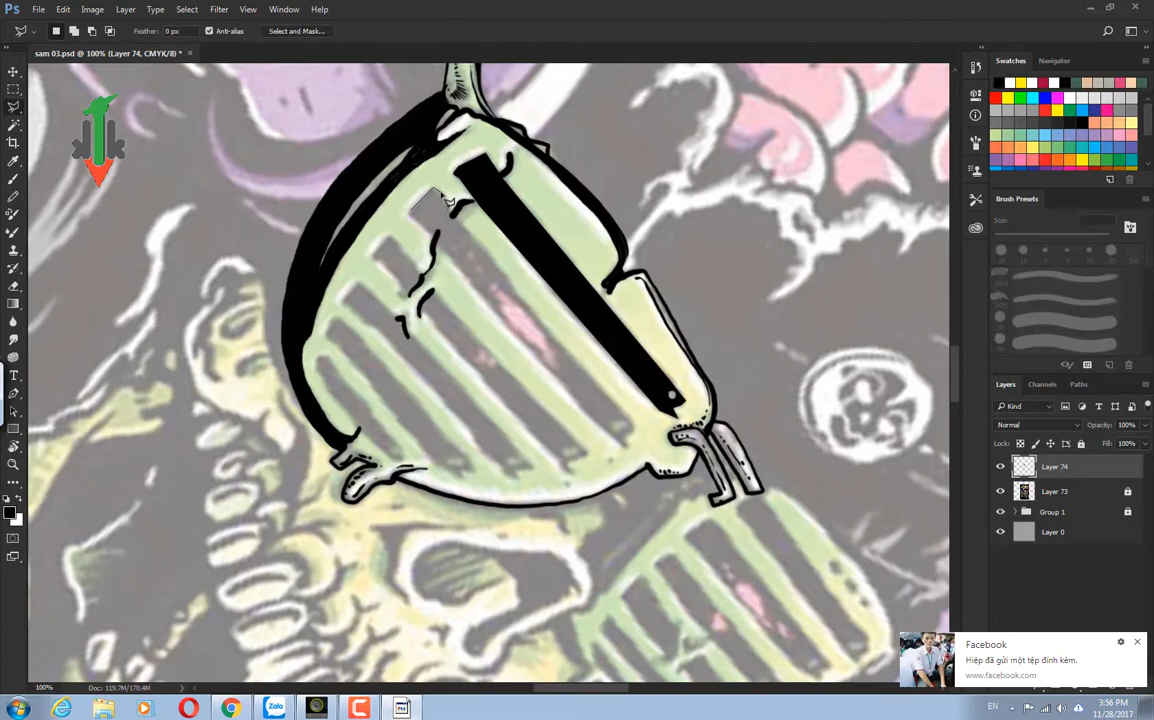 Ps File Edit Image Layer Type Select Filter View Window Help
Feather: 0 px Anti-alias Select and Mask...
sam 03.psd @ 100% (Layer 74, CMYK/8) * ×
Swatches Navigator
Brush Presets
Size:
Layers Channels Paths
Kind
Normal Opacity: 100%
Lock: Fill: 100%
Layer 74
Layer 73
Group 1
Layer 0
Facebook
Hiệp đã gửi một tệp đính kèm.
www.facebook.com
100% Doc: 119.7M/170.4M
Zalo
EN 3:56 PM
11/28/2017